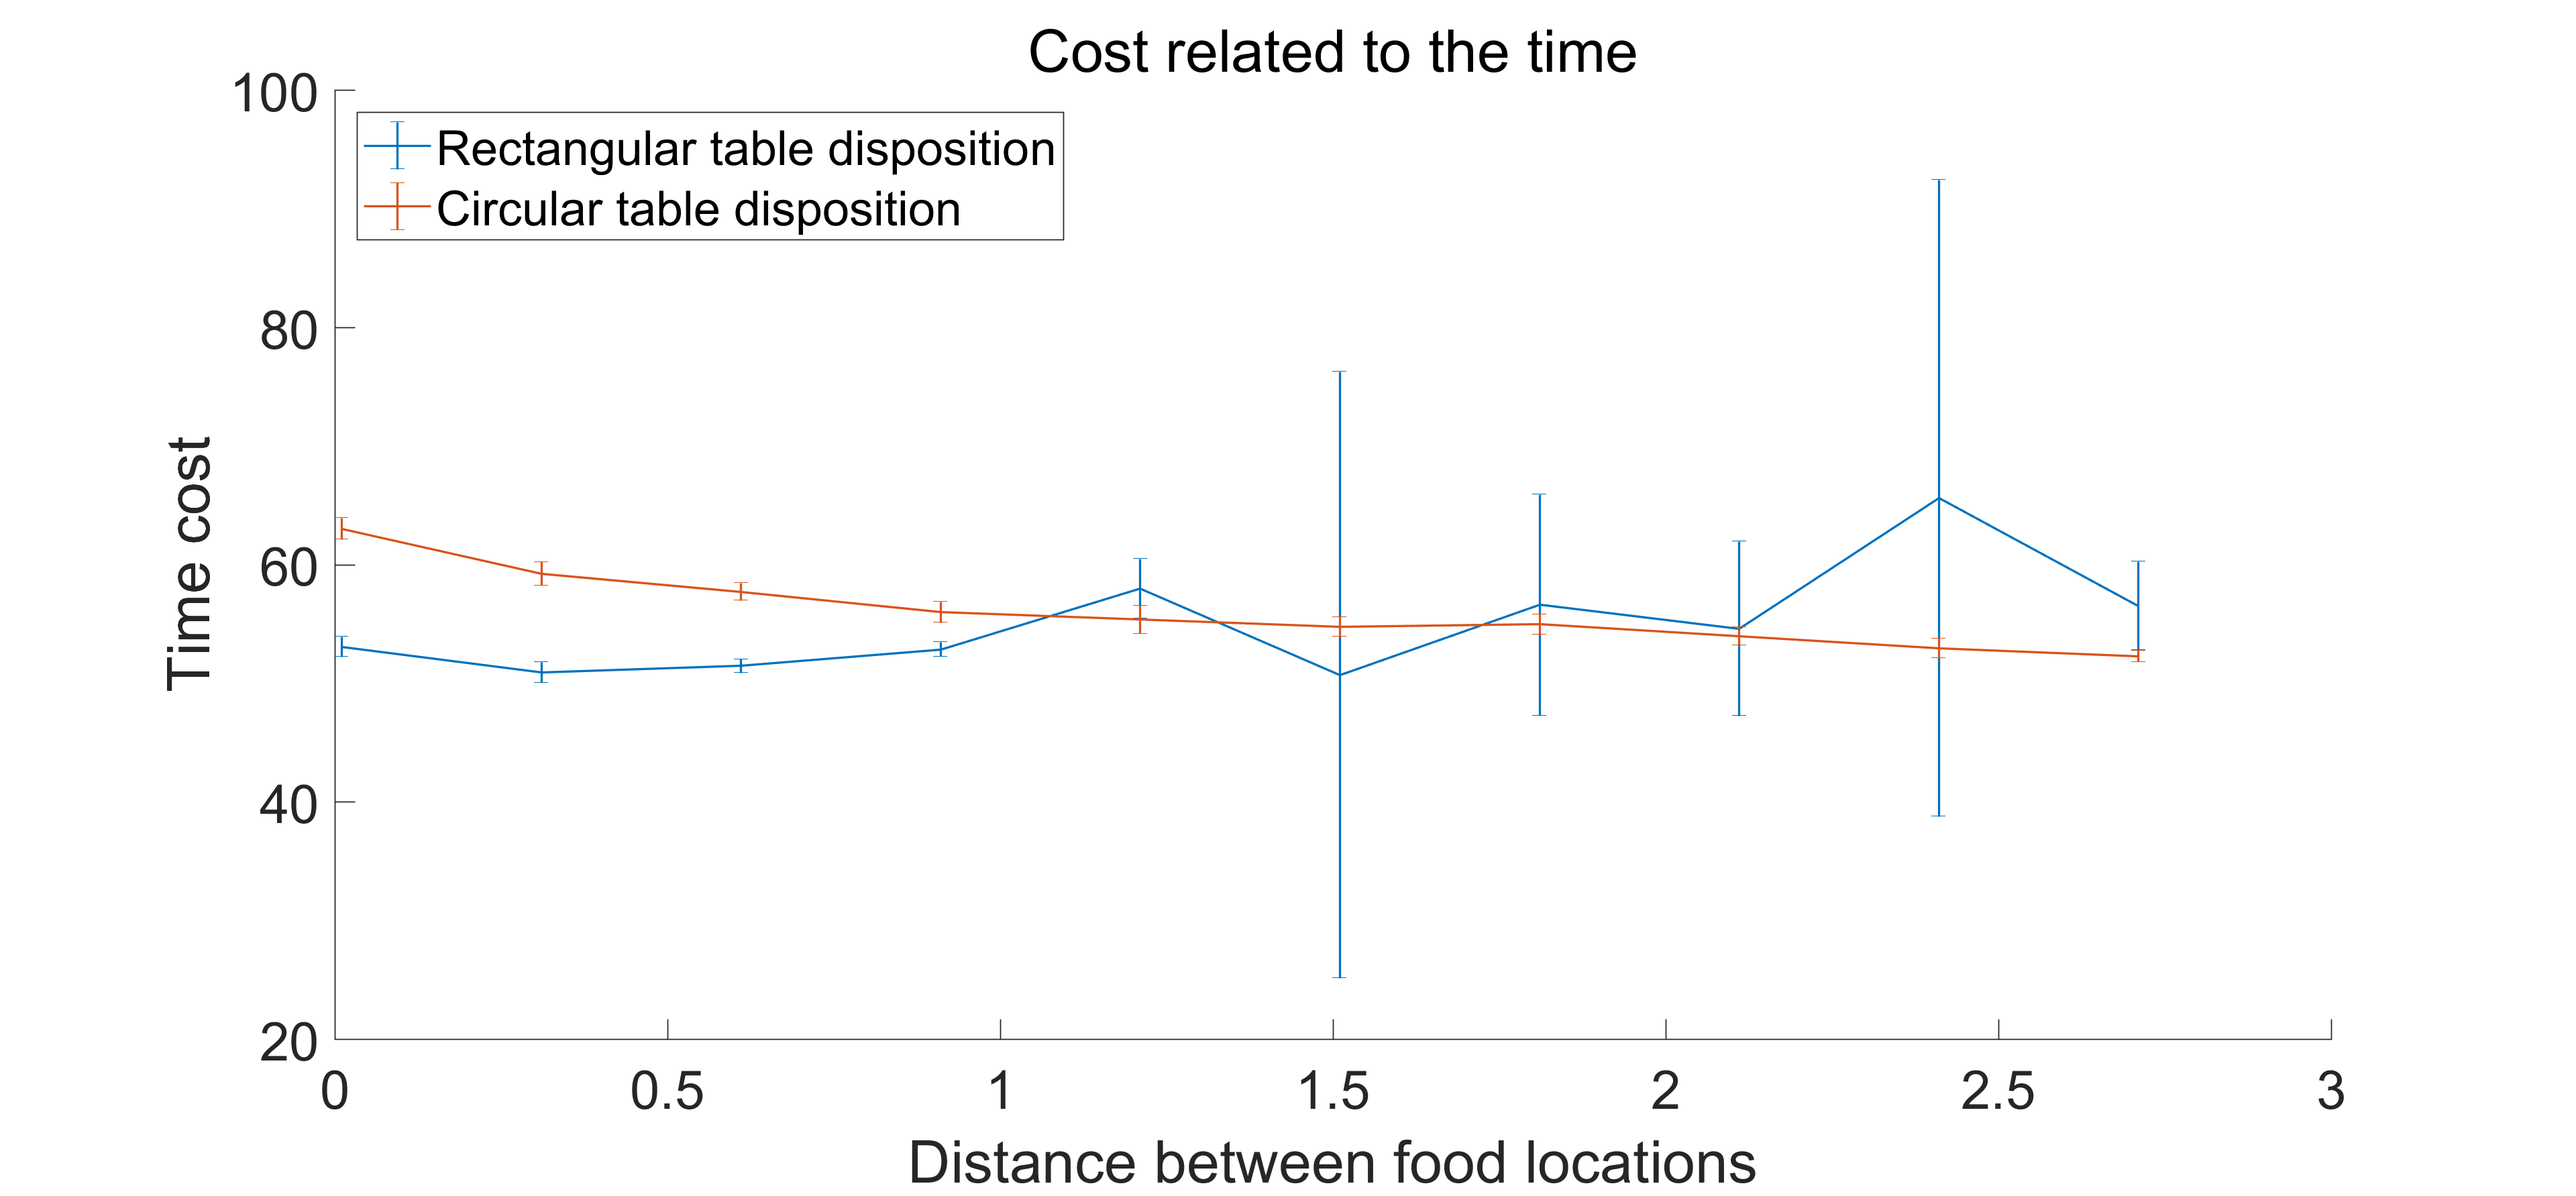 Cost related to the time
100
Rectangular table disposition
Circular table disposition
80
60
40
20
Time cost
0 0.5 1 1.5 2 2.5 3
Distance between food locations